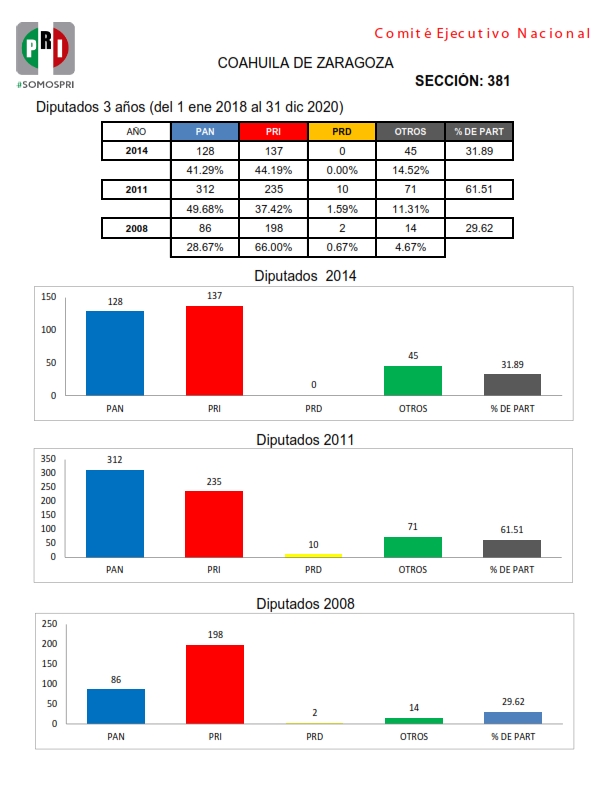 PRI
#SOMOSPRI
Comité Ejecutivo Nacional
COAHUILA DE ZARAGOZA
SECCIÓN: 381
Diputados 3 años (del 1 ene 2018 al 31 dic 2020)
AÑO PAN PRI PRD OTROS % DE PART
2014 128 137 0 45 31.89
41.29% 44.19% 0.00% 14.52%
2011 312 235 10 71 61.51
49.68% 37.42% 1.59% 11.31%
2008 86 198 2 14 29.62
28.67% 66.00% 0.67% 4.67%
Diputados 2014
150
100
50
0
128 137 0 45 31.89
PAN PRI PRD OTROS % DE PART
Diputados 2011
350
300
250
200
150
100
50
0
312 235 10 71 61.51
PAN PRI PRD OTROS % DE PART
Diputados 2008
250
200
150
100
50
0
86 198 2 14 29.62
PAN PRI PRD OTROS % DE PART